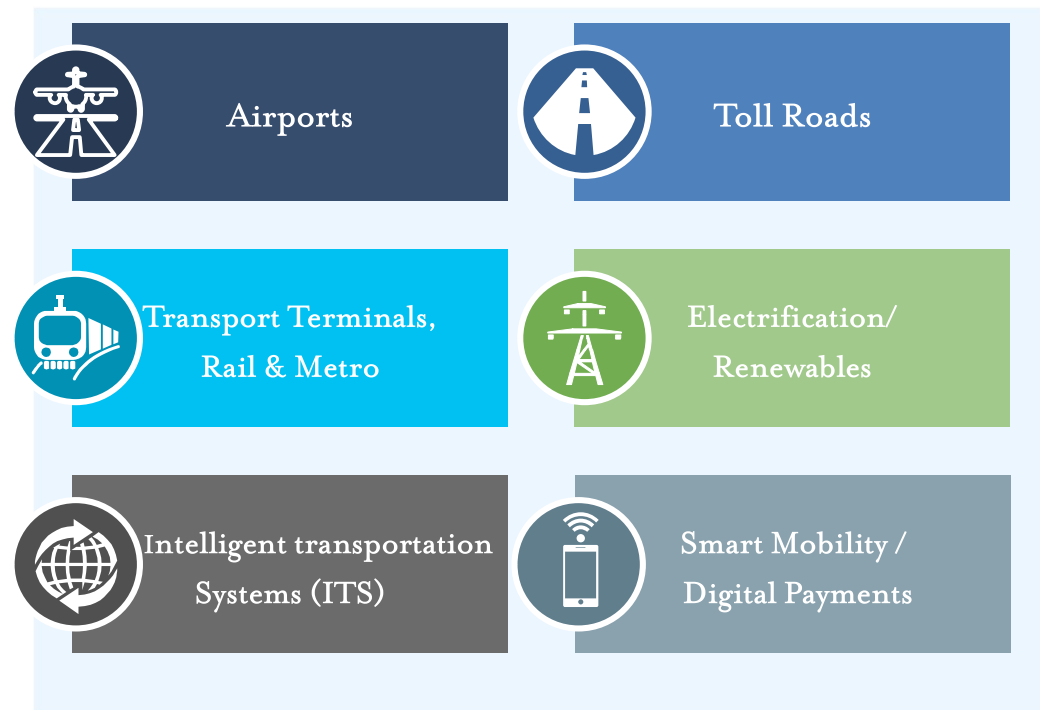 Airports
Toll Roads
Transport Terminals,
Rail & Metro
Electrification/
Renewables
Intelligent transportation
Systems (ITS)
Smart Mobility /
Digital Payments